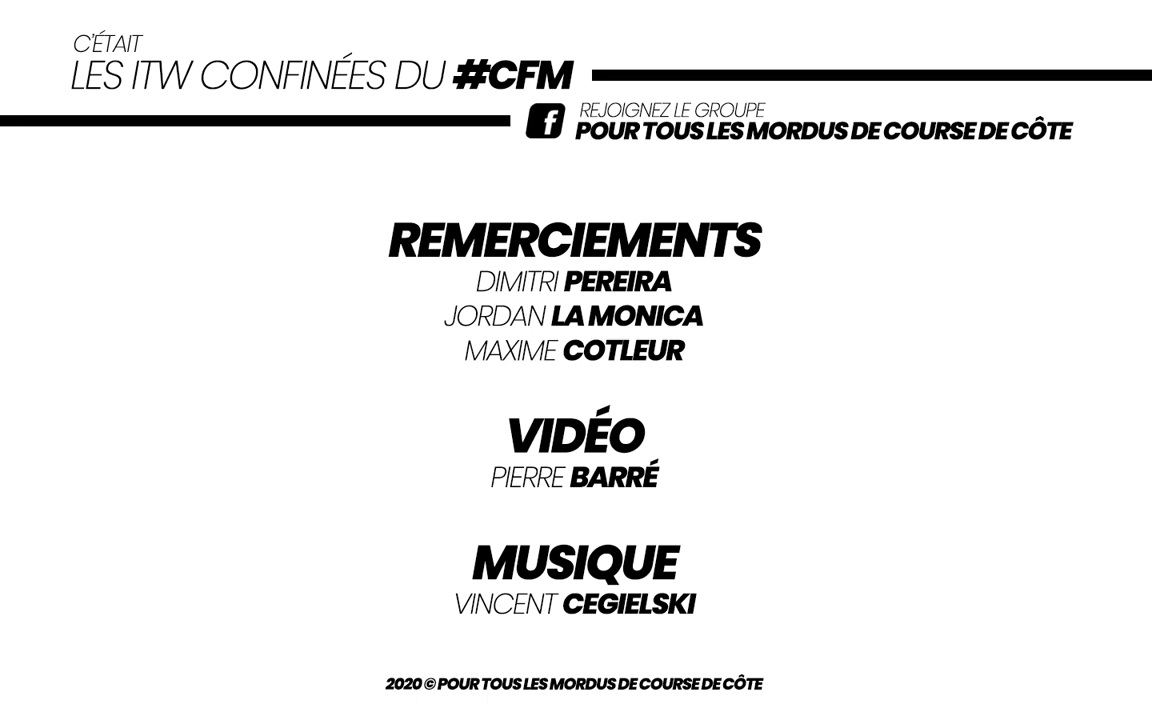 C'ÉTAIT
LES ITW CONFINÉES DU #CFM
REJOIGNEZ LE GROUPE
POUR TOUS LES MORDUS DE COURSE DE CÔTE
REMERCIEMENTS
DIMITRI PEREIRA
JORDAN LA MONICA
MAXIME COTLEUR
VIDÉO
PIERRE BARRÉ
MUSIQUE
VINCENT CEGIELSKI
2020 © POUR TOUS LES MORDUS DE COURSE DE CÔTE